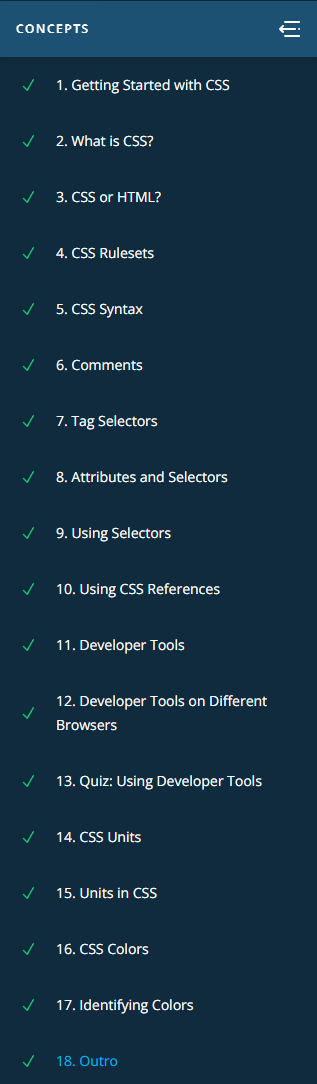 CONCEPTS
1. Getting Started with CSS
2. What is CSS?
3. CSS or HTML?
4. CSS Rulesets
5. CSS Syntax
6. Comments
7. Tag Selectors
8. Attributes and Selectors
9. Using Selectors
10. Using CSS References
11. Developer Tools
12. Developer Tools on Different
Browsers
13. Quiz: Using Developer Tools
14. CSS Units
15. Units in CSS
16. CSS Colors
17. Identifying Colors
18. Outro